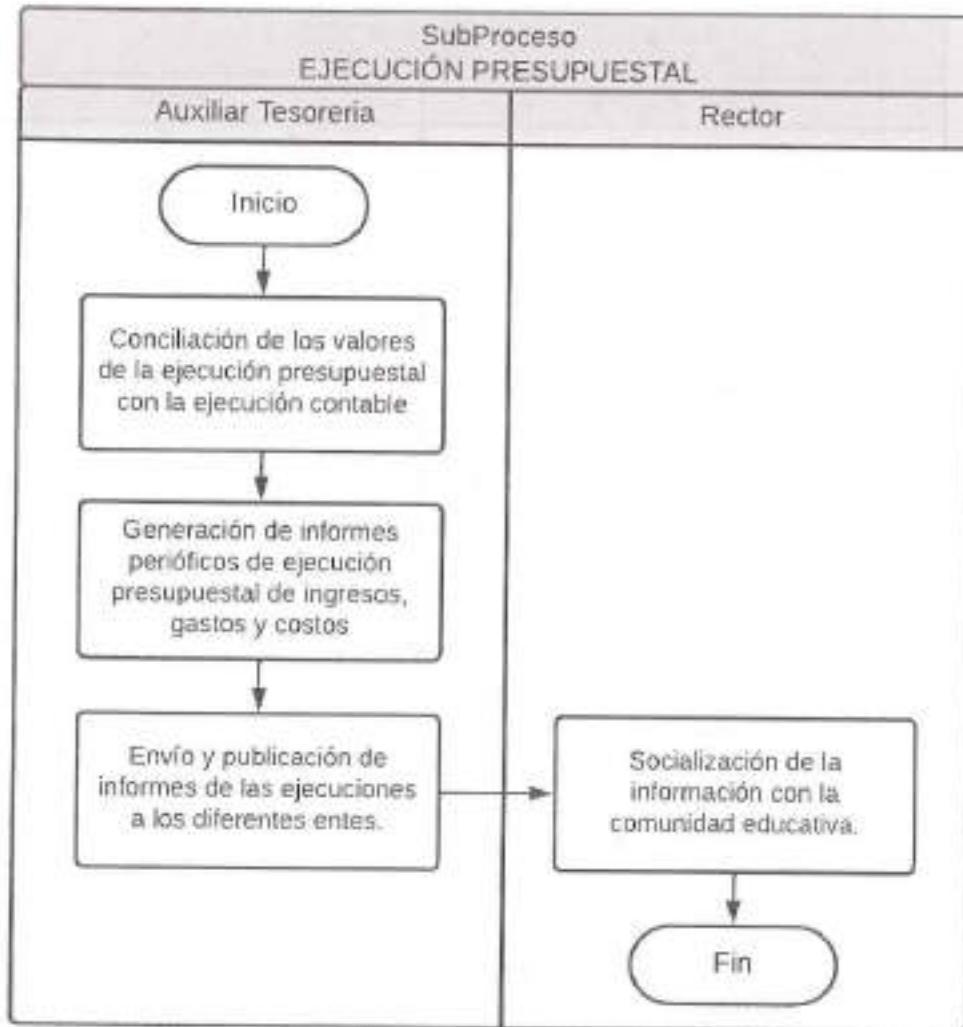 SubProceso
EJECUCIÓN PRESUPUESTAL
Auxiliar Tesoreria
Rector
Inicio
Conciliación de los valores
de la ejecución presupuestal
con la ejecución contable
Generación de informes
perióficos de ejecución
presupuestal de ingresos,
gastos y costos
Envío y publicación de
informes de las ejecuciones
a los diferentes entes.
Socialización de la
información con la
comunidad educativa.
Fin